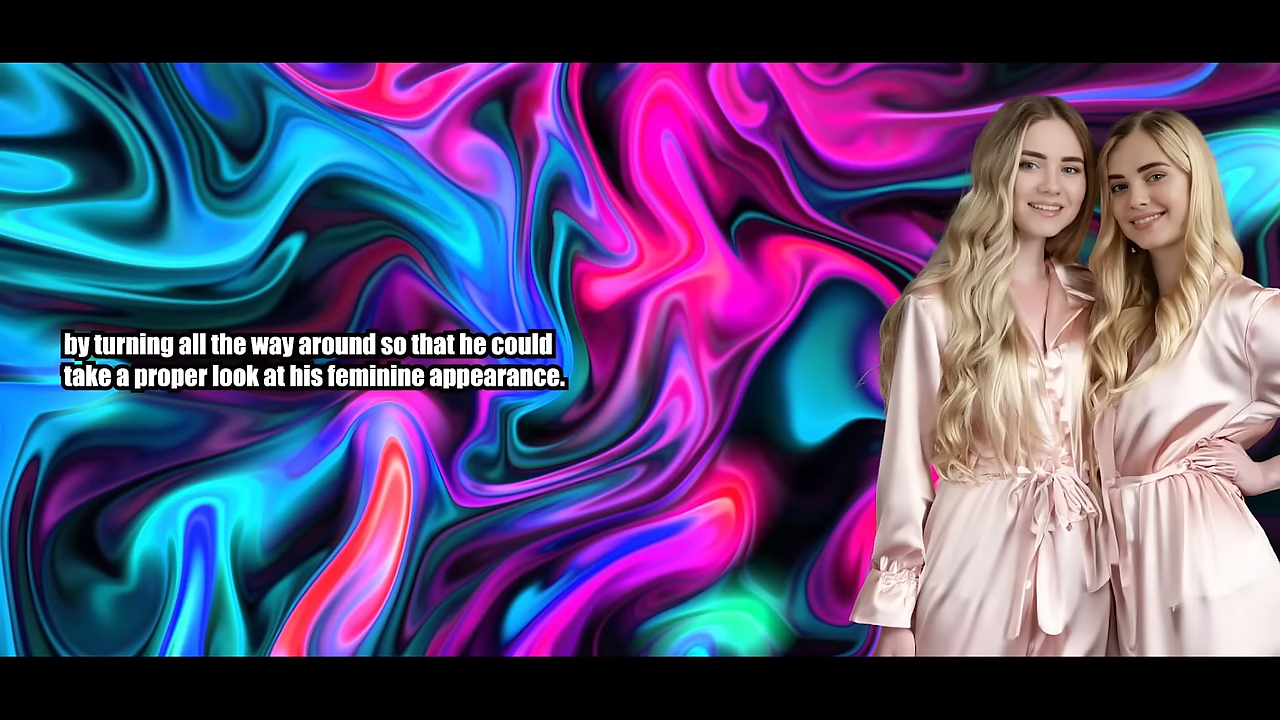 by turning all the way around so that he could
take a proper look at his feminine appearance.